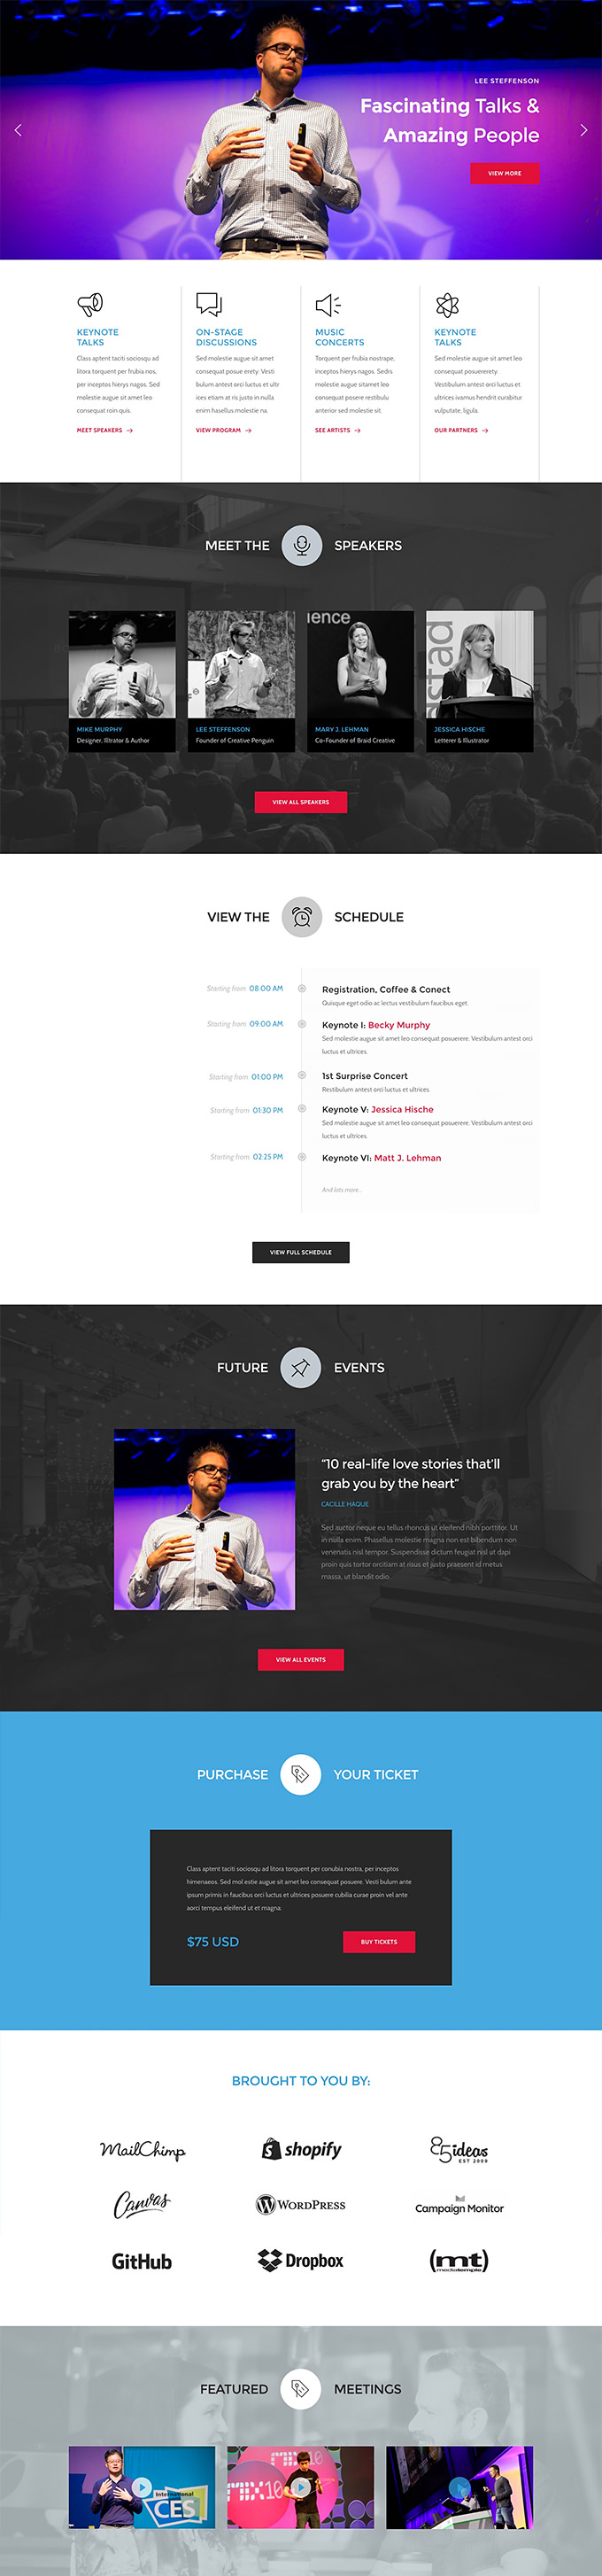 LEE STEFFENSON
Fascinating Talks &
Amazing People
VIEW MORE
KEYNOTE
TALKS
Class aptent taciti sociosqu ad
litora torquent per frubia nos,
per inceptos hierys nagos. Sed
molestie augue sit amet leo
consequat roin quis.
MEET SPEAKERS →
ON-STAGE
DISCUSSIONS
Sed molestie augue sit amet
consequat posue erety. Vesti
bulum antest orci luctus et ultr
ices etiam at ris justo in nulla
enim hasellus molestie na.
VIEW PROGRAM →
MUSIC
CONCERTS
Torquent per frubia nostrape,
inceptos hierys nagos. Sedrs
molestie augue sitamet leo
consequat posere restibulu
anterior sed molestie sit.
SEE ARTISTS →
KEYNOTE
TALKS
Sed molestie augue sit amet leo
consequat posuererety.
Vestibulum antest orci luctus et
ultrices ivamus hendrit curabitur
vulputate, ligula.
OUR PARTNERS →
MEET THE SPEAKERS
ience
stad
MIKE MURPHY
Designer, Illtrator & Author
LEE STEFFENSON
Founder of Creative Penguin
MARY J. LEHMAN
Co-Founder of Braid Creative
JESSICA HISCHE
Letterer & Illustrator
VIEW ALL SPEAKERS
VIEW THE SCHEDULE
Starting from 08:00 AM
Registration, Coffee & Conect
Quisque eget odio ac lectus vestibulum faucibus eget.
Starting from 09:00 AM
Keynote I: Becky Murphy
Sed molestie augue sit amet leo consequat posuerere. Vestibulum antest orci
luctus et ultrices.
Starting from 01:00 PM
1st Surprise Concert
Restibulum antest orci luctus et ultrices.
Starting from 01:30 PM
Keynote V: Jessica Hische
Sed molestie augue sit amet leo consequat posuerere. Vestibulum antest orci
luctus et ultrices.
Starting from 02:25 PM
Keynote VI: Matt J. Lehman
And lots more...
VIEW FULL SCHEDULE
FUTURE EVENTS
“10 real-life love stories that’ll
grab you by the heart”
CACILLE HAQUE
Sed auctor neque eu tellus rhoncus ut eleifend nibh porttitor. Ut
in nulla enim. Phasellus molestie magna non est bibendum non
venenatis nisl tempor. Suspendisse dictum feugiat nisl ut dapi
proin quis tortor orcitiam at risus et justo praesent id metus
massa, ut blandit odio.
VIEW ALL EVENTS
PURCHASE YOUR TICKET
Class aptent taciti sociosqu ad litora torquent per conubia nostra, per inceptos
himenaeos. Sed mol estie augue sit amet leo consequat posuere. Vesti bulum ante
ipsum primis in faucibus orci luctus et ultrices posuere cubilia curae proin vel ante
aorci tempus eleifend ut et magna.
$75 USD
BUY TICKETS
BROUGHT TO YOU BY:
MailChimp
shopify
85ideas
EST 2009
Canvas
WORDPRESS
Campaign Monitor
GitHub
Dropbox
(mt)
mediatemple
FEATURED MEETINGS
International
CES
MIX10